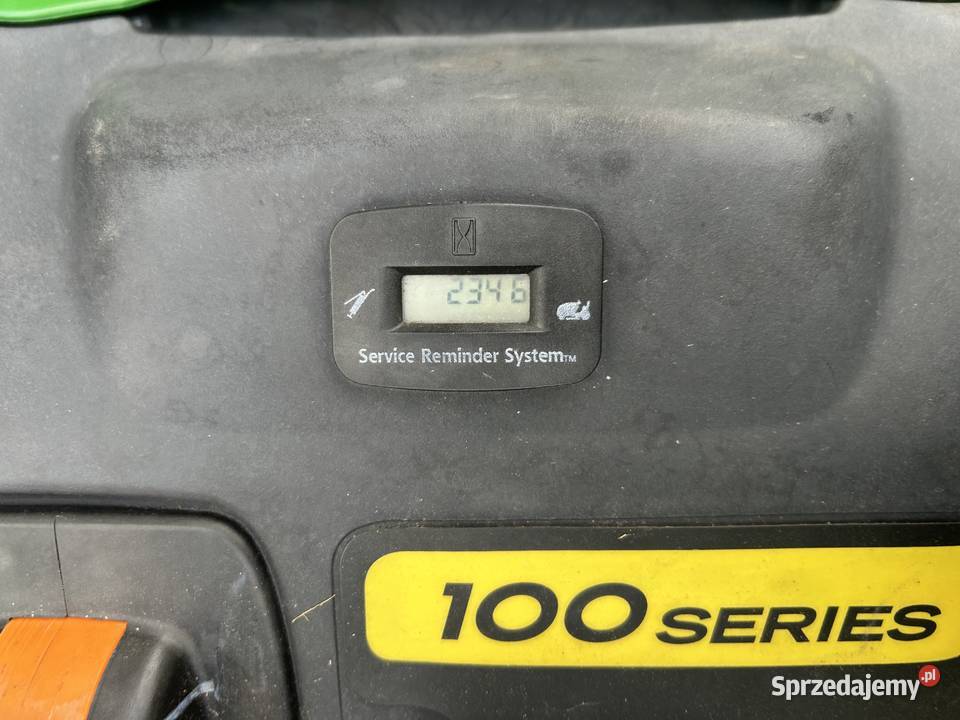 2346
Service Reminder System™
100 SERIES
Sprzedajemy.pl